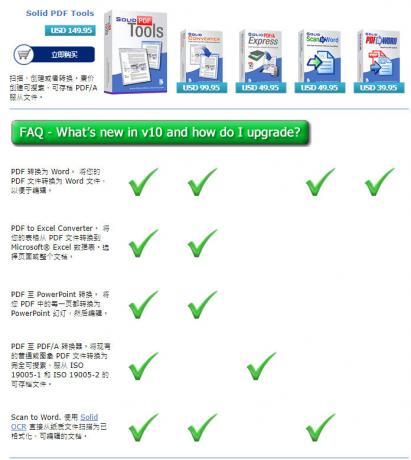 Solid PDF Tools
USD 149.95
立即购买
扫描、创建或者转换，廉价
创建可搜索、可存档 PDF/A
服从文件。
SOLID PDF
Tools
SOLID
CONVERTER
USD 99.95
SOLID PDF/A
Express
USD 49.95
SOLID
Scan to Word
USD 49.95
SOLID
PDF to WORD
USD 39.95
FAQ - What's new in v10 and how do I upgrade?
PDF 转换为 Word。 将您的
PDF 文件转换为 Word 文件，
以便于编辑。
PDF to Excel Converter。 将
您的表格从 PDF 文件转换到
Microsoft® Excel 数据表。选
择页面或整个文档。
PDF 至 PowerPoint 转换。 将
您 PDF 中的每一页都转换为
PowerPoint 幻灯，然后编辑。
PDF 至 PDF/A 转换器。将现有
的普通或图象 PDF 文件转换为
完全可搜素、服从 ISO
19005-1 和 ISO 19005-2 的
可存档文件。
Scan to Word. 使用 Solid
OCR 直接从纸质文件扫描为已
格式化、可编辑的文档。